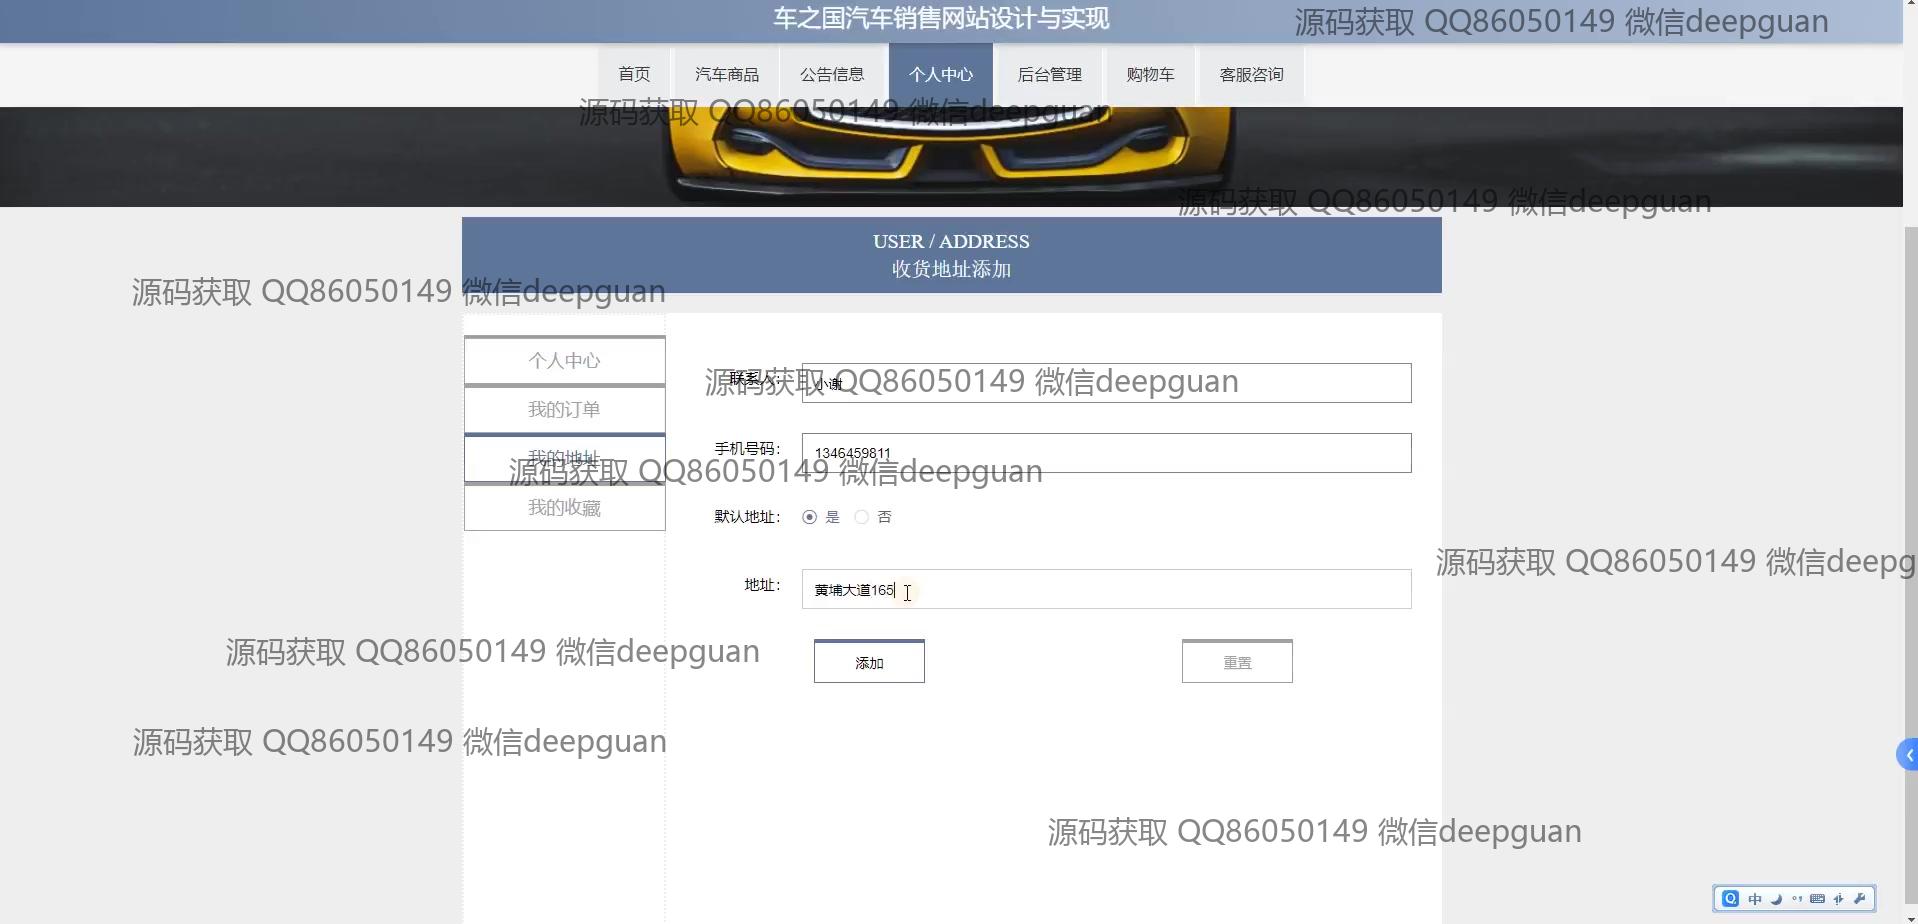 车之国汽车销售网站设计与实现
源码获取 QQ86050149 微信deepguan
首页 汽车商品 公告信息 个人中心 后台管理 购物车 客服咨询
源码获取 QQ86050149 微信deepguan
源码获取 QQ86050149 微信deepguan
USER / ADDRESS
收货地址添加
源码获取 QQ86050149 微信deepguan
个人中心
我的订单
我的地址
我的收藏
联系人： 小谢
源码获取 QQ86050149 微信deepguan
手机号码： 1346459811
源码获取 QQ86050149 微信deepguan
默认地址： 是 否
源码获取 QQ86050149 微信deepg
地址： 黄埔大道165
源码获取 QQ86050149 微信deepguan
添加 重置
源码获取 QQ86050149 微信deepguan
源码获取 QQ86050149 微信deepguan
中